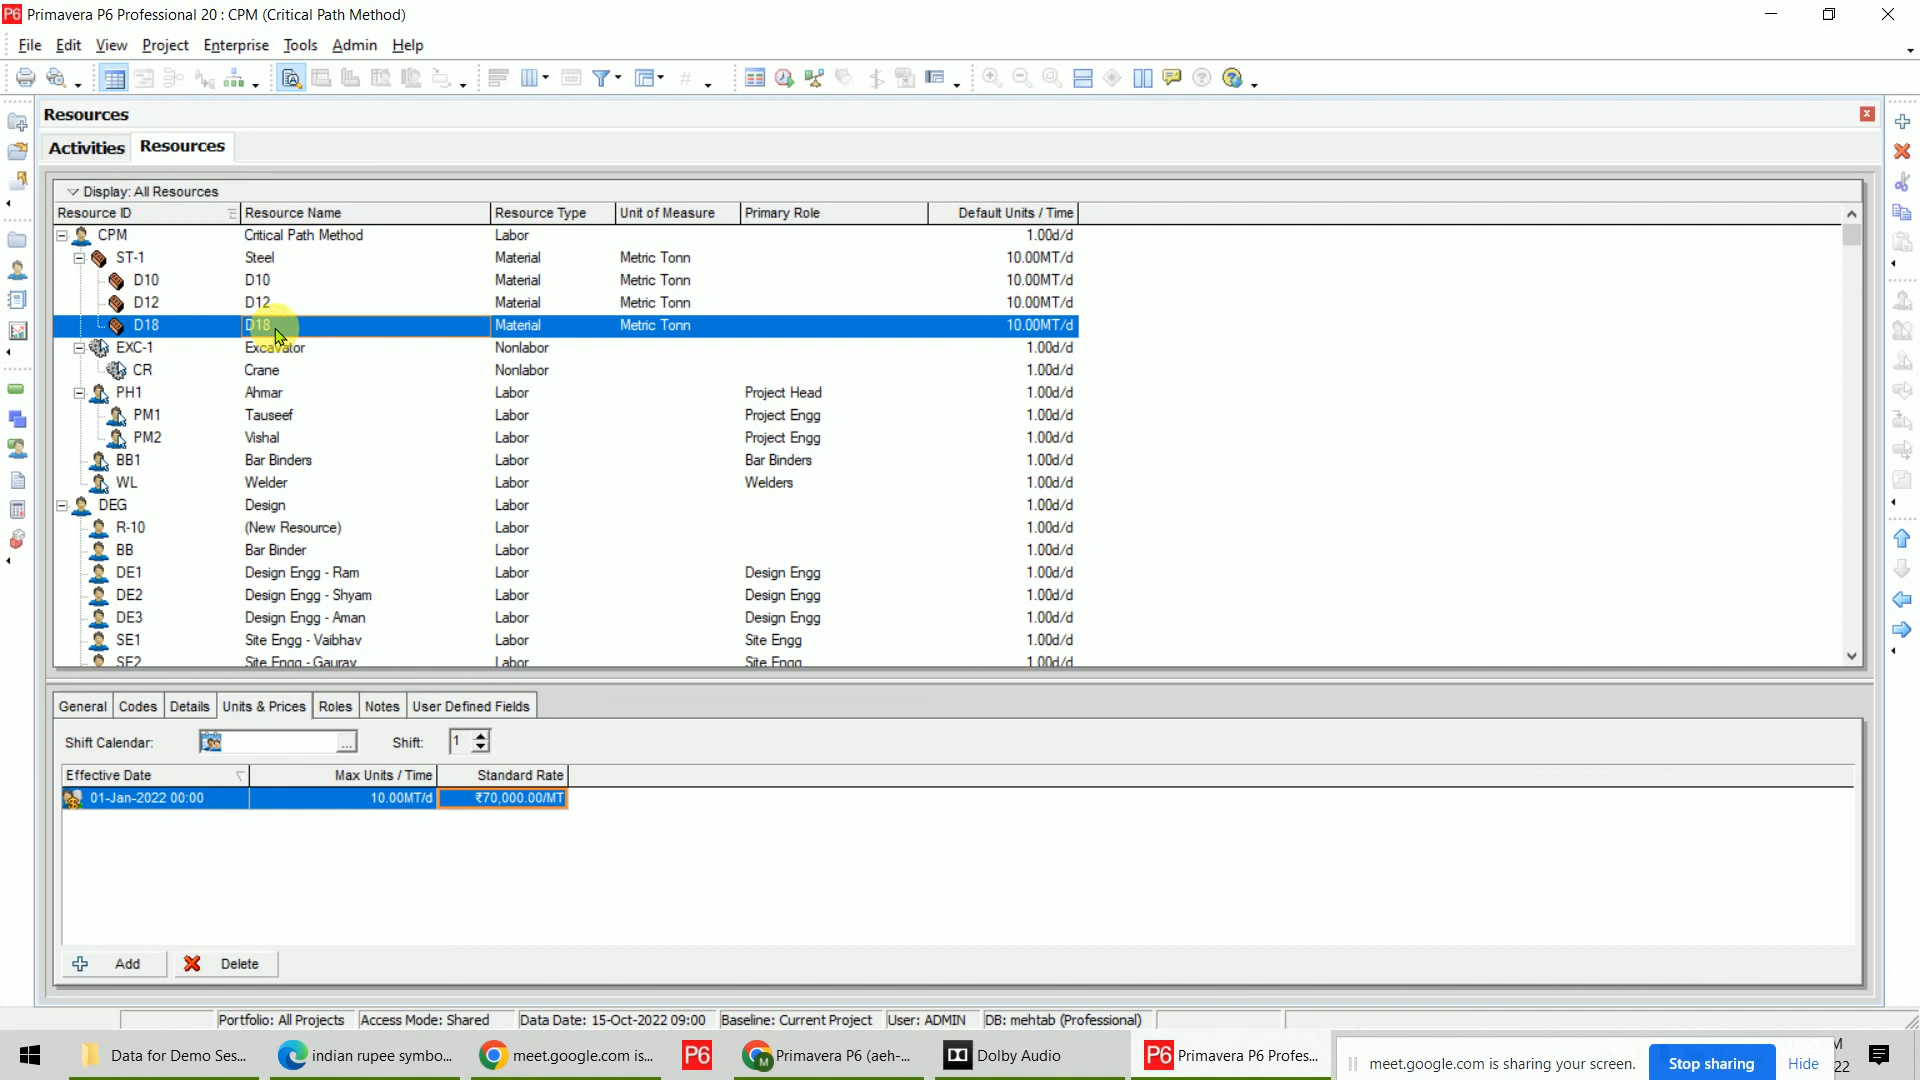 P6 Primavera P6 Professional 20 : CPM (Critical Path Method)
File Edit View Project Enterprise Tools Admin Help
Resources
Activities Resources
Display: All Resources
Resource ID Resource Name Resource Type Unit of Measure Primary Role Default Units / Time
CPM Critical Path Method Labor 1.00d/d
ST-1 Steel Material Metric Tonn 10.00MT/d
D10 D10 Material Metric Tonn 10.00MT/d
D12 D12 Material Metric Tonn 10.00MT/d
D18 D18 Material Metric Tonn 10.00MT/d
EXC-1 Excavator Nonlabor 1.00d/d
CR Crane Nonlabor 1.00d/d
PH1 Ahmar Labor Project Head 1.00d/d
PM1 Tauseef Labor Project Engg 1.00d/d
PM2 Vishal Labor Project Engg 1.00d/d
BB1 Bar Binders Labor Bar Binders 1.00d/d
WL Welder Labor Welders 1.00d/d
DEG Design Labor 1.00d/d
R-10 (New Resource) Labor 1.00d/d
BB Bar Binder Labor 1.00d/d
DE1 Design Engg - Ram Labor Design Engg 1.00d/d
DE2 Design Engg - Shyam Labor Design Engg 1.00d/d
DE3 Design Engg - Aman Labor Design Engg 1.00d/d
SE1 Site Engg - Vaibhav Labor Site Engg 1.00d/d
SE2 Site Engg - Gaurav Labor Site Engg 1.00d/d
General Codes Details Units & Prices Roles Notes User Defined Fields
Shift Calendar: ... Shift: 1
Effective Date Max Units / Time Standard Rate
01-Jan-2022 00:00 10.00MT/d ₹70,000.00/MT
Add Delete
Portfolio: All Projects Access Mode: Shared Data Date: 15-Oct-2022 09:00 Baseline: Current Project User: ADMIN DB: mehtab (Professional)
Data for Demo Ses... indian rupee symbo... meet.google.com is... P6 Primavera P6 (aeh-... Dolby Audio P6 Primavera P6 Profes... meet.google.com is sharing your screen. Stop sharing Hide 22